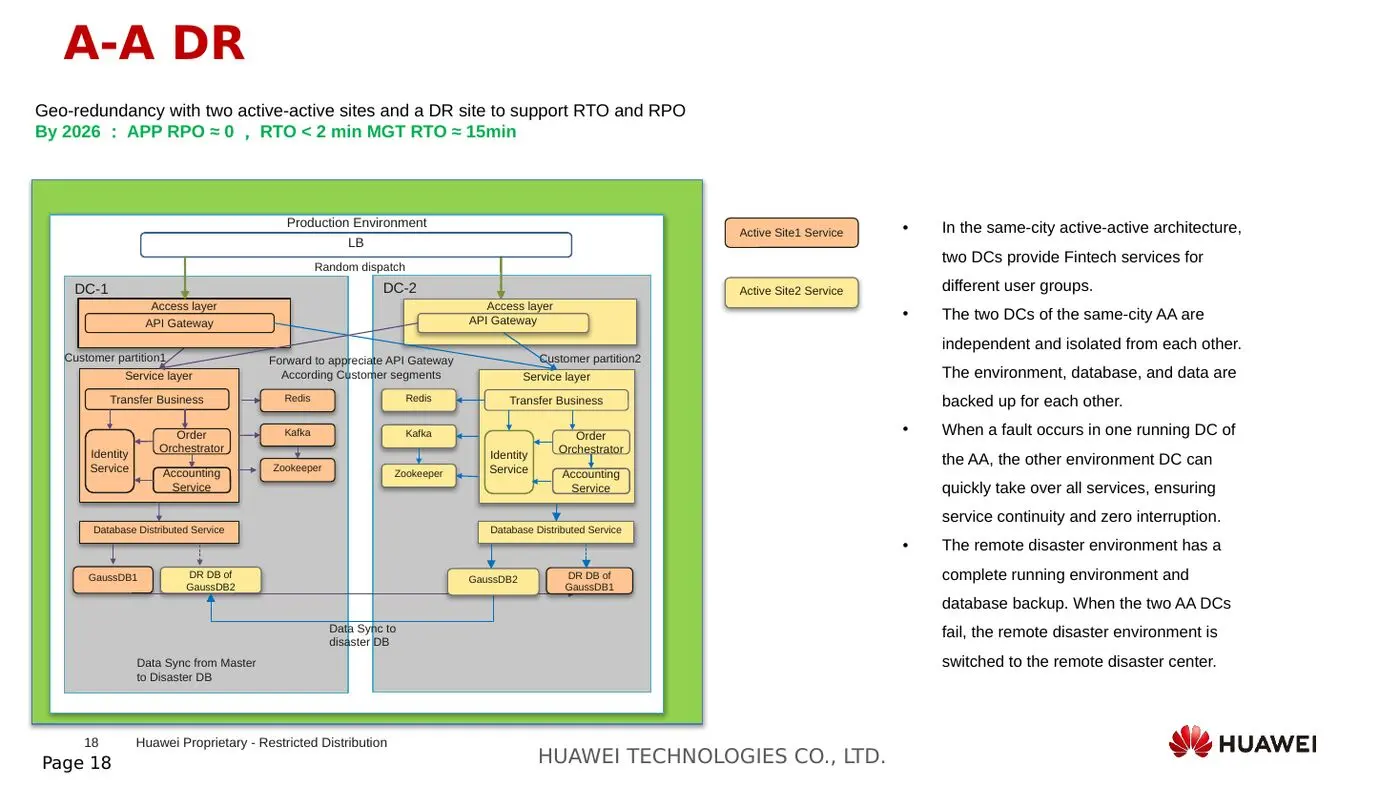 A-A DR
Geo-redundancy with two active-active sites and a DR site to support RTO and RPO
By 2026 : APP RPO ≈ 0 , RTO < 2 min MGT RTO ≈ 15min
Production Environment
LB
Random dispatch
DC-1
Access layer
API Gateway
Customer partition1
Service layer
Transfer Business
Identity
Service
Order
Orchestrator
Accounting
Service
Redis
Kafka
Zookeeper
Database Distributed Service
GaussDB1
DR DB of
GaussDB2
Forward to appreciate API Gateway
According Customer segments
DC-2
Access layer
API Gateway
Customer partition2
Service layer
Redis
Kafka
Zookeeper
Transfer Business
Identity
Service
Order
Orchestrator
Accounting
Service
Database Distributed Service
GaussDB2
DR DB of
GaussDB1
Data Sync to
disaster DB
Data Sync from Master
to Disaster DB
Active Site1 Service
Active Site2 Service
• In the same-city active-active architecture,
two DCs provide Fintech services for
different user groups.
• The two DCs of the same-city AA are
independent and isolated from each other.
The environment, database, and data are
backed up for each other.
• When a fault occurs in one running DC of
the AA, the other environment DC can
quickly take over all services, ensuring
service continuity and zero interruption.
• The remote disaster environment has a
complete running environment and
database backup. When the two AA DCs
fail, the remote disaster environment is
switched to the remote disaster center.
18 Huawei Proprietary - Restricted Distribution
Page 18
HUAWEI TECHNOLOGIES CO., LTD.
HUAWEI